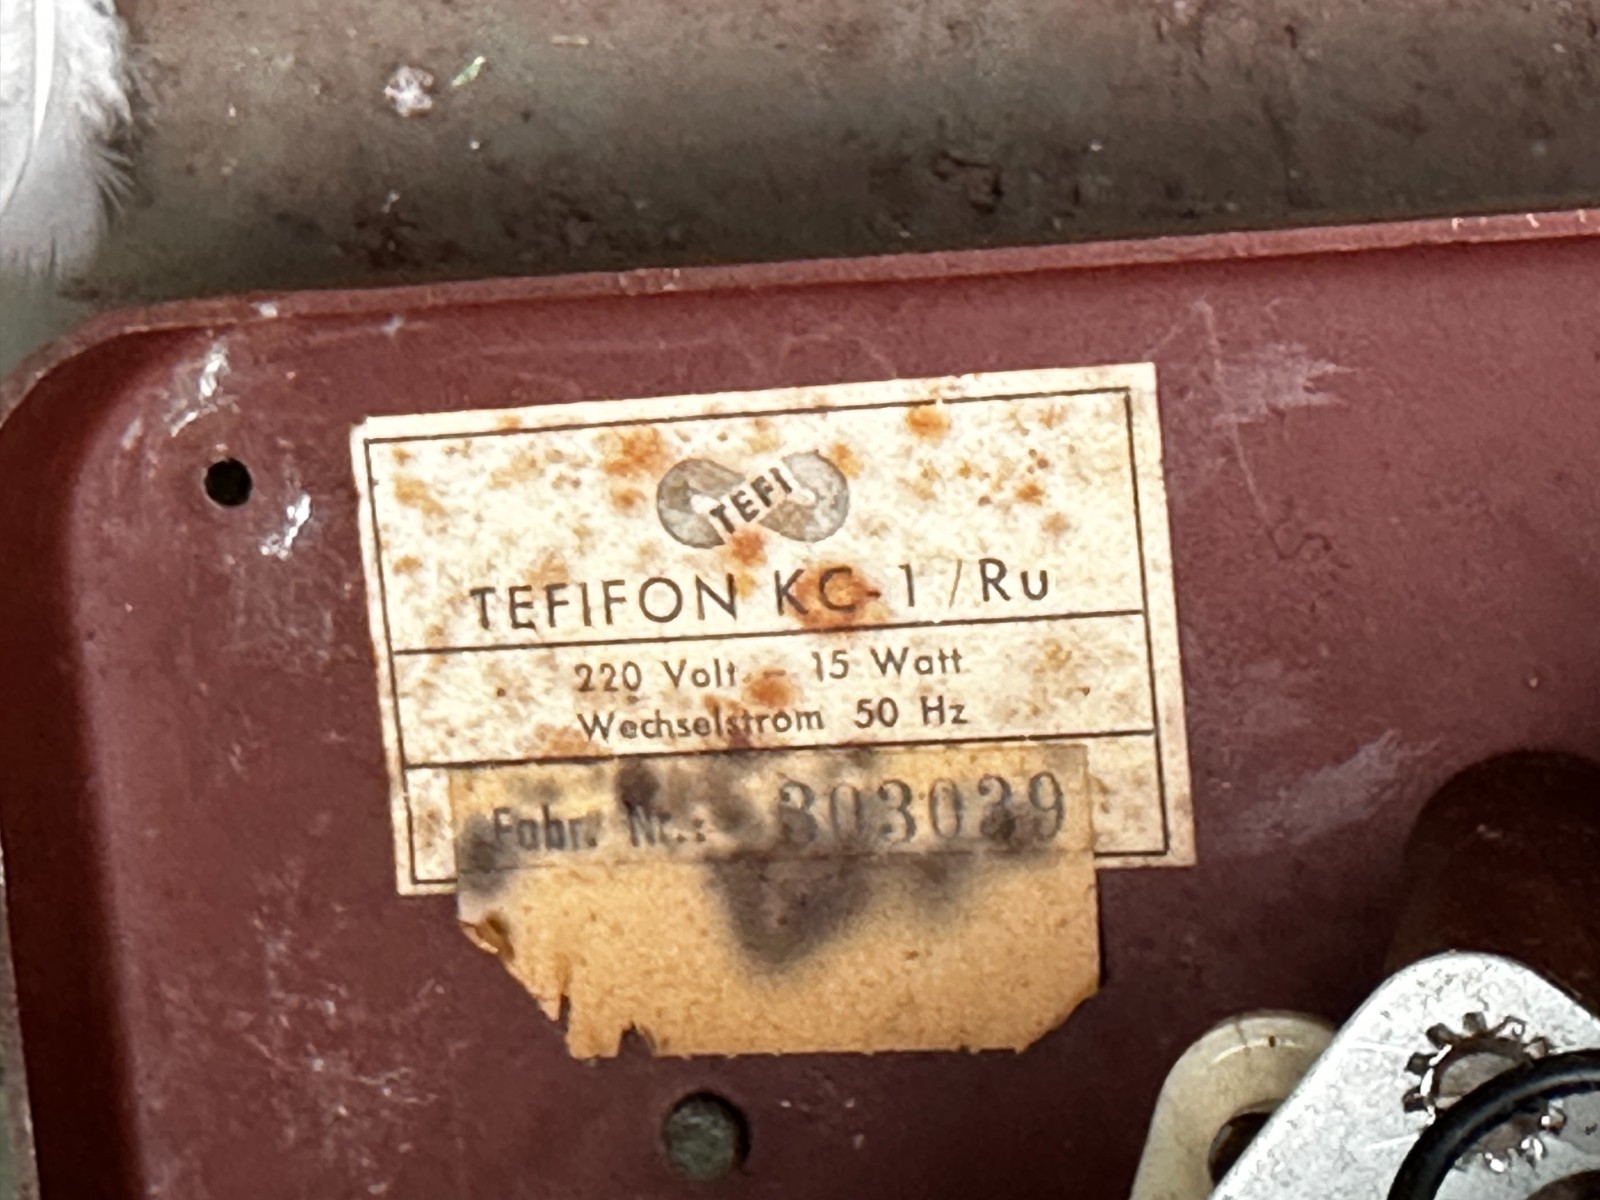 TEFI
TEFIFON KC-1/Ru
220 Volt - 15 Watt
Wechselstrom 50 Hz
Fabr. Nr.: 303039